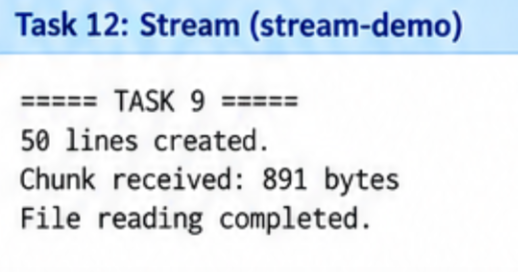 Task 12: Stream (stream-demo)
===== TASK 9 =====
50 lines created.
Chunk received: 891 bytes
File reading completed.